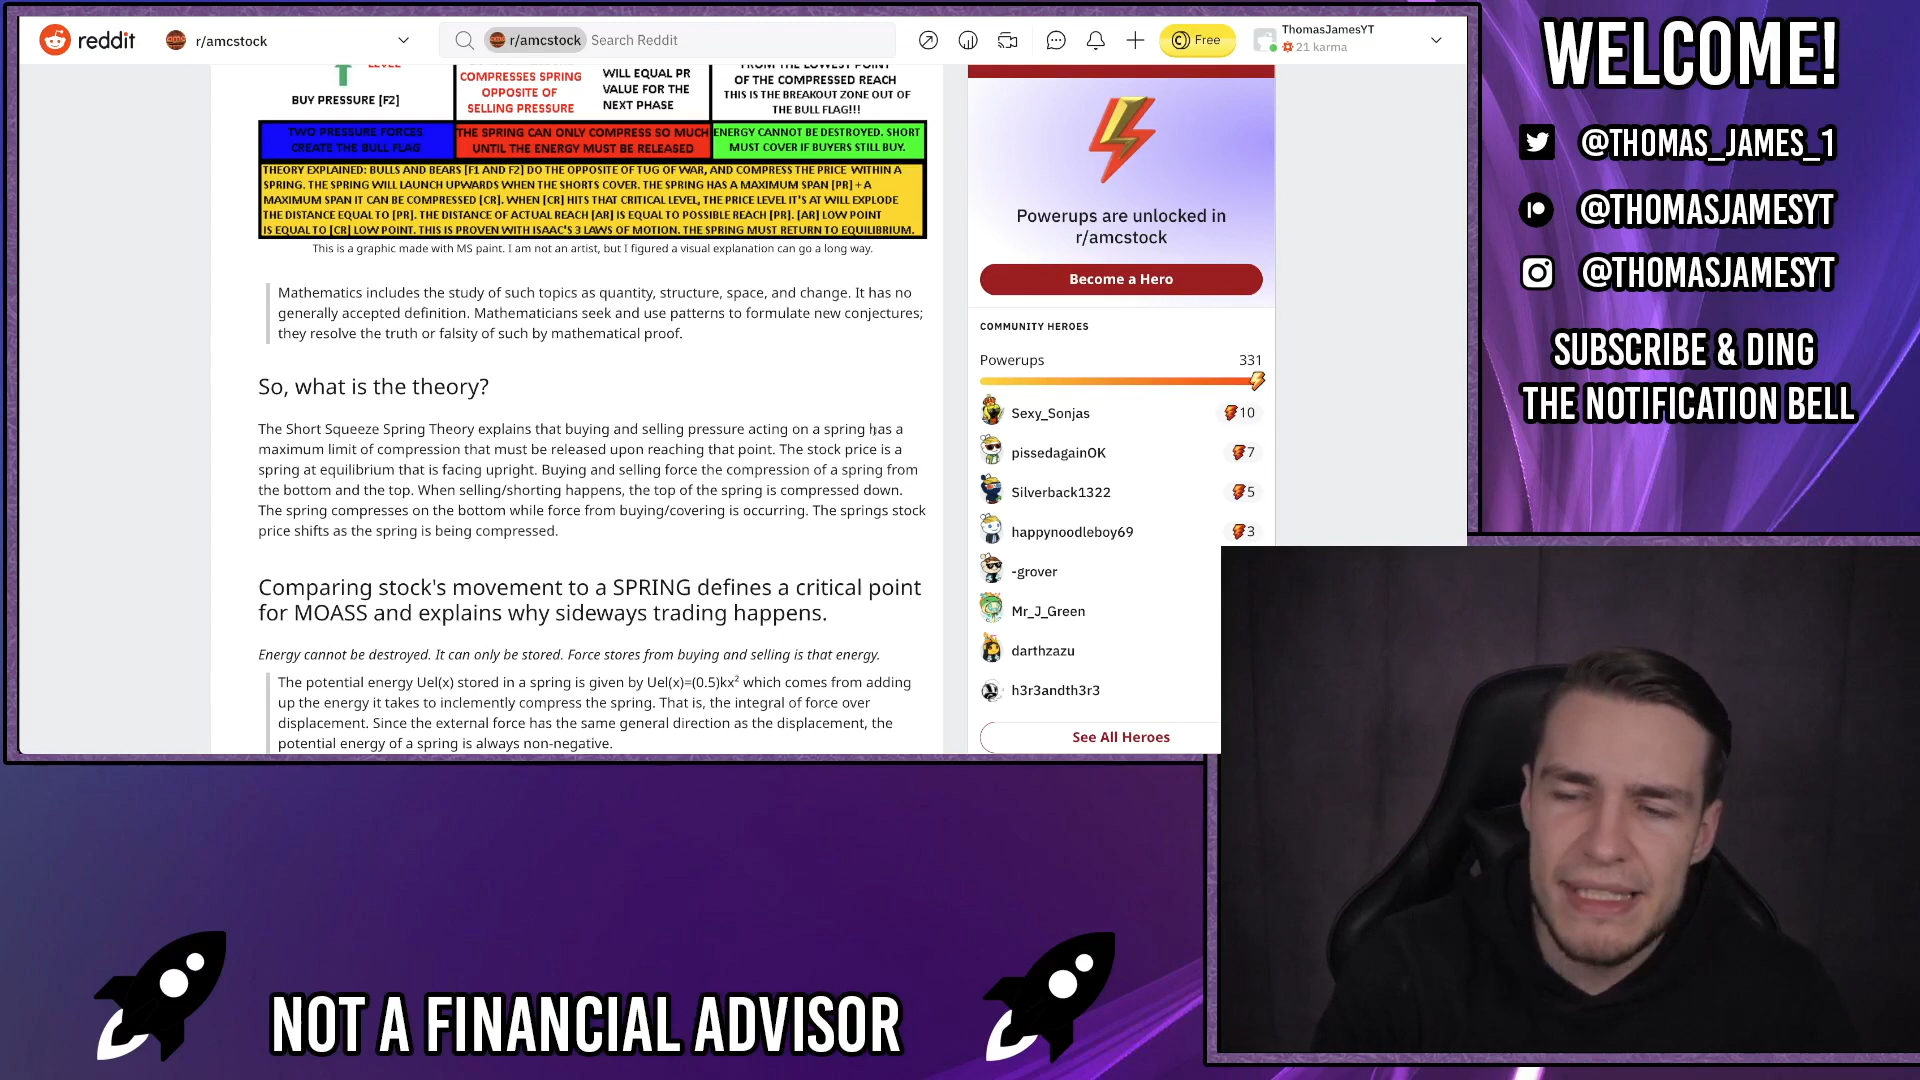 reddit
r/amcstock
r/amcstock Search Reddit
Free
ThomasJamesYT
21 karma
BUY PRESSURE [F2]
COMPRESSES SPRING
OPPOSITE OF
SELLING PRESSURE
WILL EQUAL PR
VALUE FOR THE
NEXT PHASE
FROM THE LOWEST POINT
OF THE COMPRESSED REACH
THIS IS THE BREAKOUT ZONE OUT OF
THE BULL FLAG!!!
TWO PRESSURE FORCES
CREATE THE BULL FLAG
THE SPRING CAN ONLY COMPRESS SO MUCH
UNTIL THE ENERGY MUST BE RELEASED
ENERGY CANNOT BE DESTROYED. SHORT
MUST COVER IF BUYERS STILL BUY.
THEORY EXPLAINED: BULLS AND BEARS [F1 AND F2] DO THE OPPOSITE OF TUG OF WAR, AND COMPRESS THE PRICE WITHIN A
SPRING. THE SPRING WILL LAUNCH UPWARDS WHEN THE SHORTS COVER. THE SPRING HAS A MAXIMUM SPAN [PR] + A
MAXIMUM SPAN IT CAN BE COMPRESSED [CR]. WHEN [CR] HITS THAT CRITICAL LEVEL, THE PRICE LEVEL IT'S AT WILL EXPLODE
THE DISTANCE EQUAL TO [PR]. THE DISTANCE OF ACTUAL REACH [AR] IS EQUAL TO POSSIBLE REACH [PR]. [AR] LOW POINT
IS EQUAL TO [CR] LOW POINT. THIS IS PROVEN WITH ISAAC'S 3 LAWS OF MOTION. THE SPRING MUST RETURN TO EQUILIBRIUM.
This is a graphic made with MS paint. I am not an artist, but I figured a visual explanation can go a long way.
Mathematics includes the study of such topics as quantity, structure, space, and change. It has no
generally accepted definition. Mathematicians seek and use patterns to formulate new conjectures;
they resolve the truth or falsity of such by mathematical proof.
So, what is the theory?
The Short Squeeze Spring Theory explains that buying and selling pressure acting on a spring has a
maximum limit of compression that must be released upon reaching that point. The stock price is a
spring at equilibrium that is facing upright. Buying and selling force the compression of a spring from
the bottom and the top. When selling/shorting happens, the top of the spring is compressed down.
The spring compresses on the bottom while force from buying/covering is occurring. The springs stock
price shifts as the spring is being compressed.
Comparing stock's movement to a SPRING defines a critical point
for MOASS and explains why sideways trading happens.
Energy cannot be destroyed. It can only be stored. Force stores from buying and selling is that energy.
The potential energy Uel(x) stored in a spring is given by Uel(x)=(0.5)kx² which comes from adding
up the energy it takes to inclemently compress the spring. That is, the integral of force over
displacement. Since the external force has the same general direction as the displacement, the
potential energy of a spring is always non-negative.
Powerups are unlocked in
r/amcstock
Become a Hero
COMMUNITY HEROES
Powerups 331
Sexy_Sonjas 10
pissedagainOK 7
Silverback1322 5
happynoodleboy69 3
-grover
Mr_J_Green
darthzazu
h3r3andth3r3
See All Heroes
WELCOME!
@THOMAS_JAMES_1
@THOMASJAMESYT
@THOMASJAMESYT
SUBSCRIBE & DING
THE NOTIFICATION BELL
NOT A FINANCIAL ADVISOR